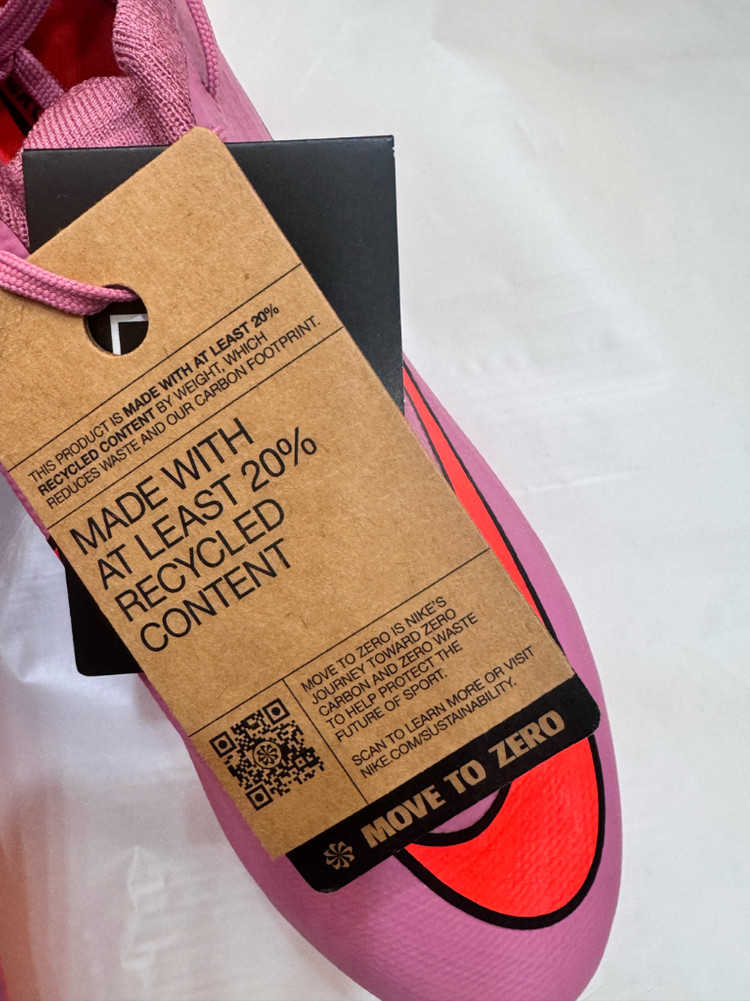 THIS PRODUCT IS MADE WITH AT LEAST 20%
RECYCLED CONTENT BY WEIGHT, WHICH
REDUCES WASTE AND OUR CARBON FOOTPRINT.
MADE WITH
AT LEAST 20%
RECYCLED
CONTENT
MOVE TO ZERO IS NIKE'S
JOURNEY TOWARD ZERO
CARBON AND ZERO WASTE
TO HELP PROTECT THE
FUTURE OF SPORT.
SCAN TO LEARN MORE OR VISIT
NIKE.COM/SUSTAINABILITY.
MOVE TO ZERO